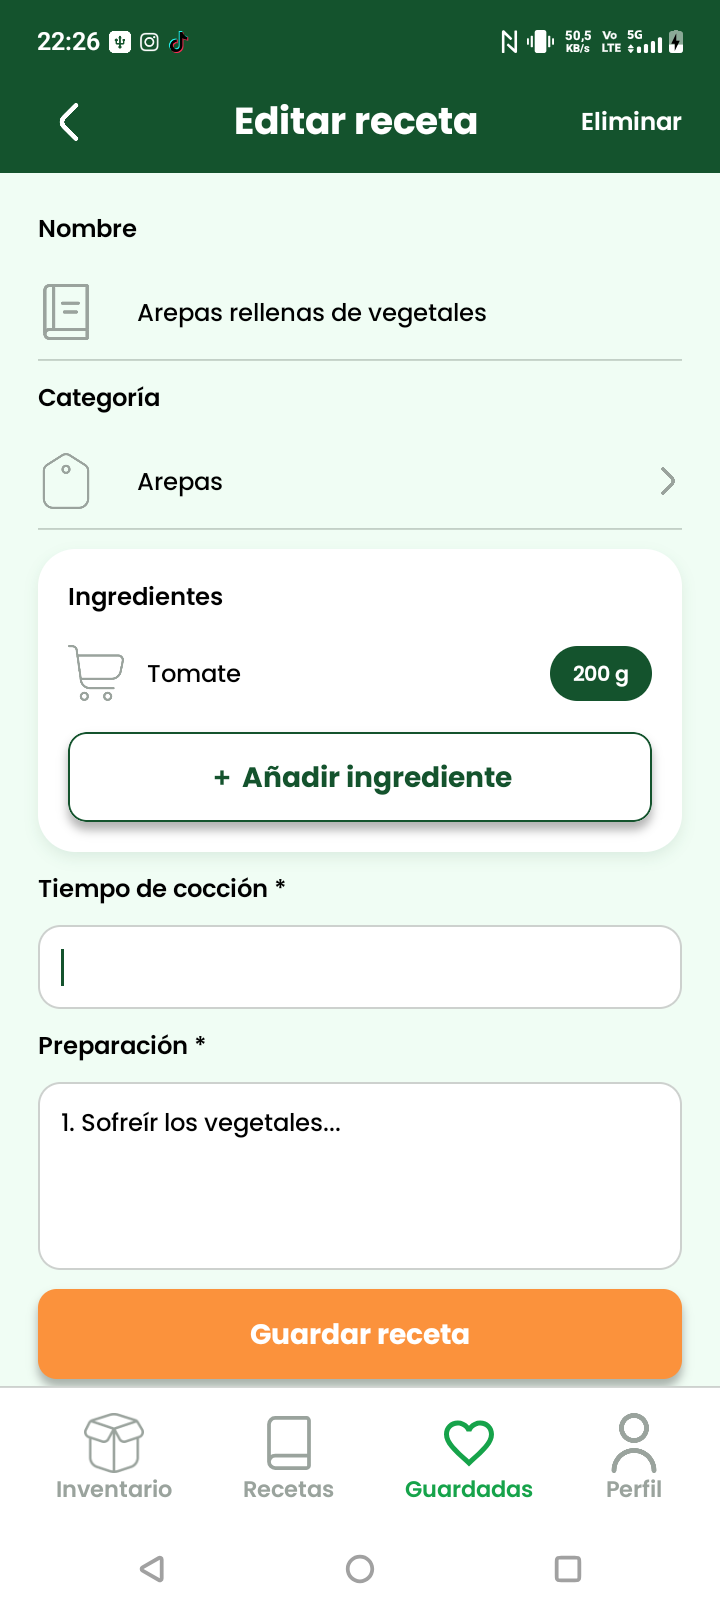 22:26 50,5 KB/s Vo LTE 5G
Editar receta
Eliminar
Nombre
Arepas rellenas de vegetales
Categoría
Arepas
Ingredientes
Tomate
200 g
+ Añadir ingrediente
Tiempo de cocción *
Preparación *
1. Sofreír los vegetales...
Guardar receta
Inventario
Recetas
Guardadas
Perfil